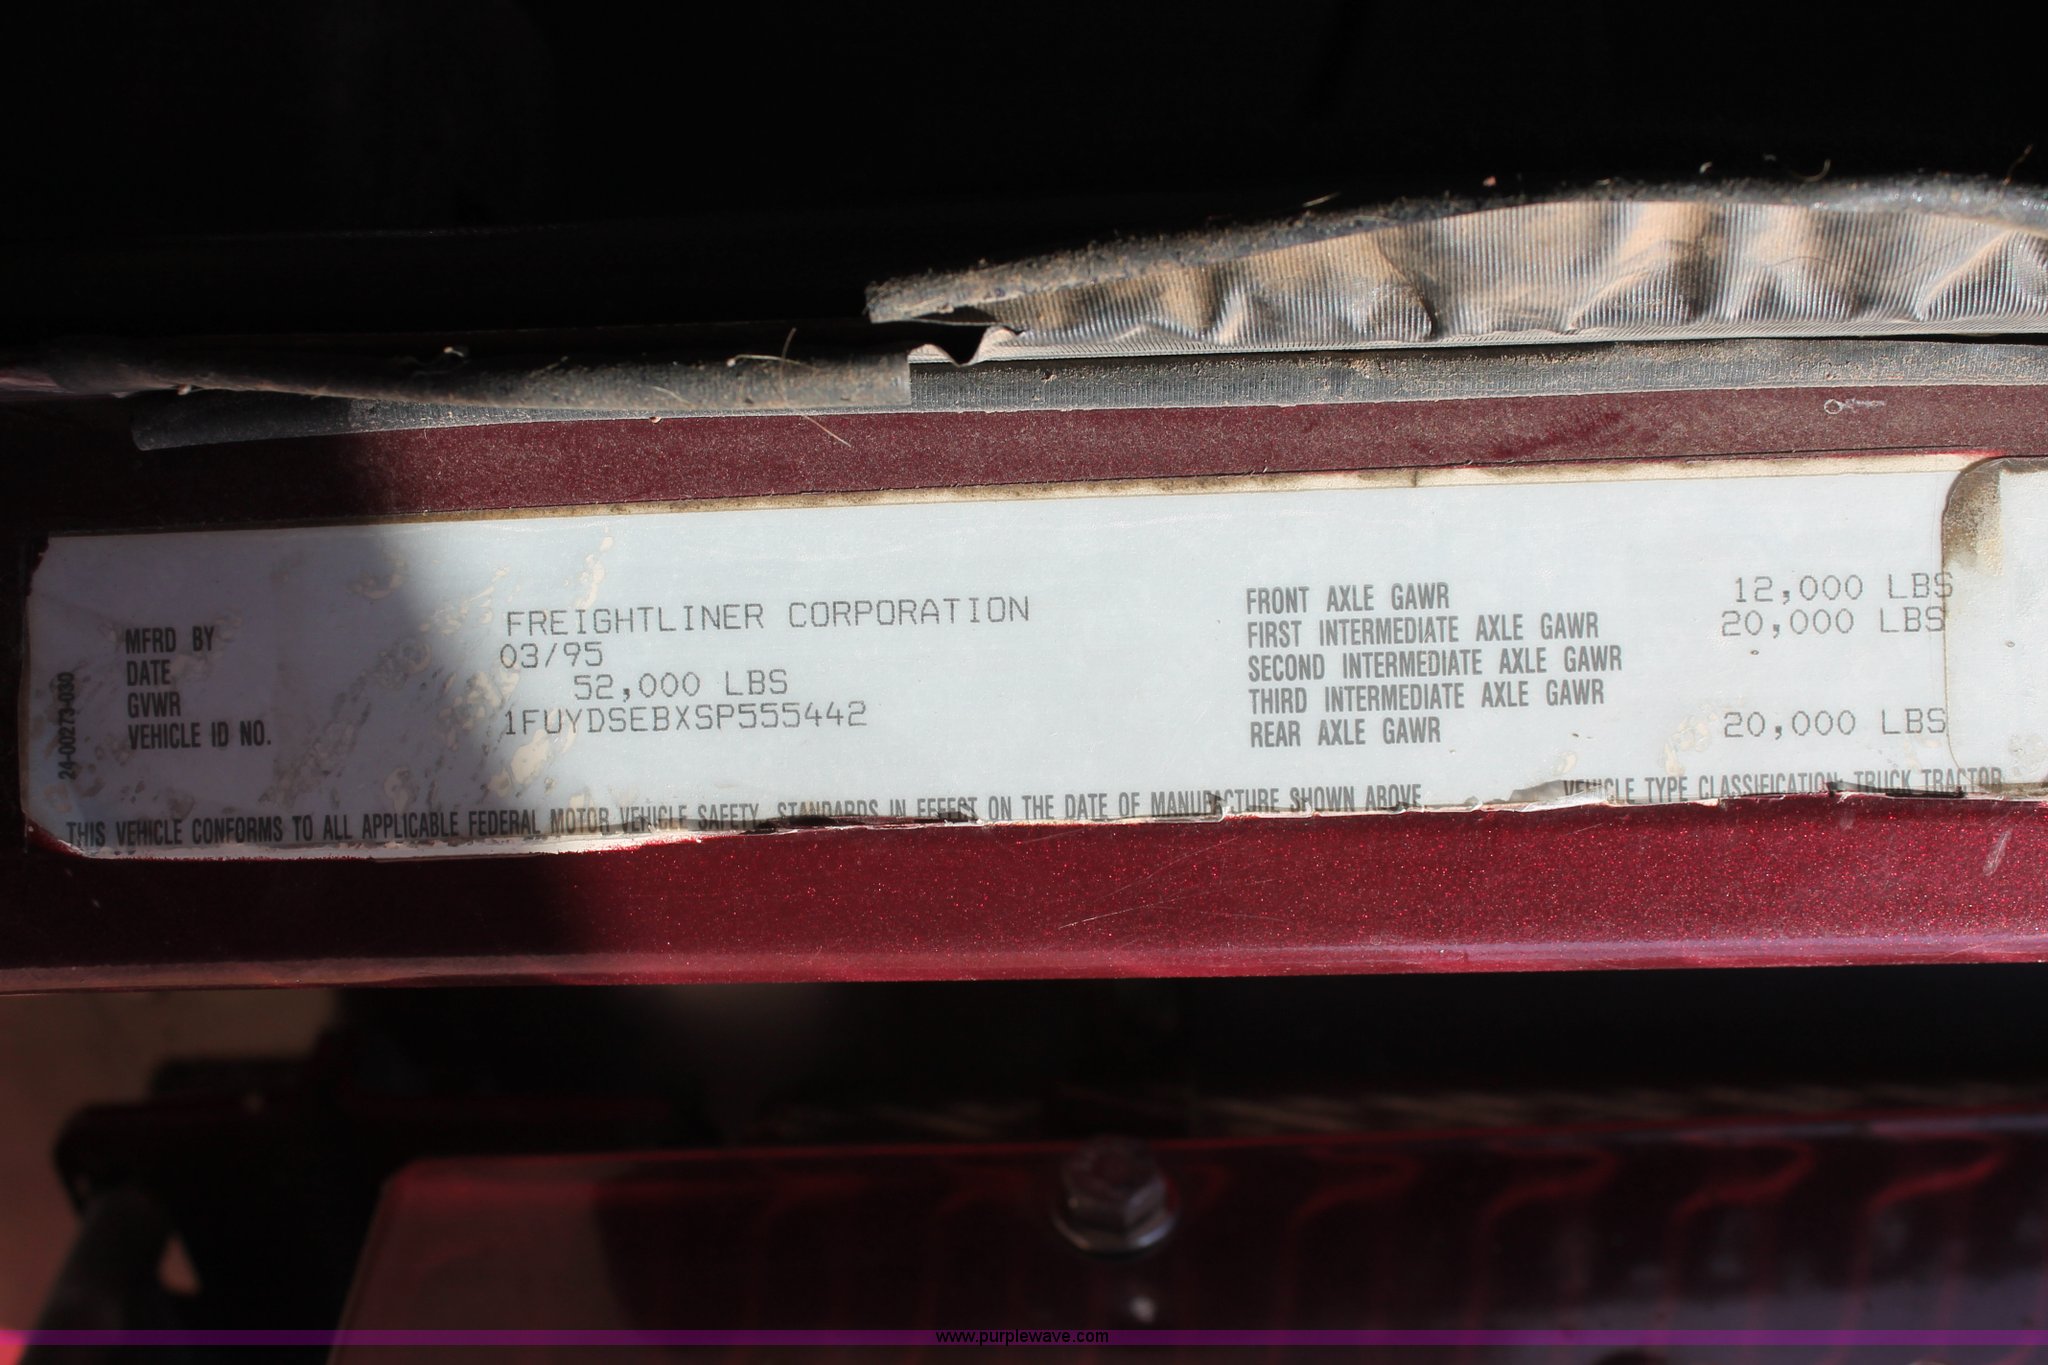 MFRD BY FREIGHTLINER CORPORATION
DATE 03/95
GVWR 52,000 LBS
VEHICLE ID NO. 1FUYDSEBXSP555442
FRONT AXLE GAWR 12,000 LBS
FIRST INTERMEDIATE AXLE GAWR 20,000 LBS
SECOND INTERMEDIATE AXLE GAWR
THIRD INTERMEDIATE AXLE GAWR
REAR AXLE GAWR 20,000 LBS
24-00273-030
THIS VEHICLE CONFORMS TO ALL APPLICABLE FEDERAL MOTOR VEHICLE SAFETY STANDARDS IN EFFECT ON THE DATE OF MANUFACTURE SHOWN ABOVE.
VEHICLE TYPE CLASSIFICATION: TRUCK TRACTOR
www.purplewave.com